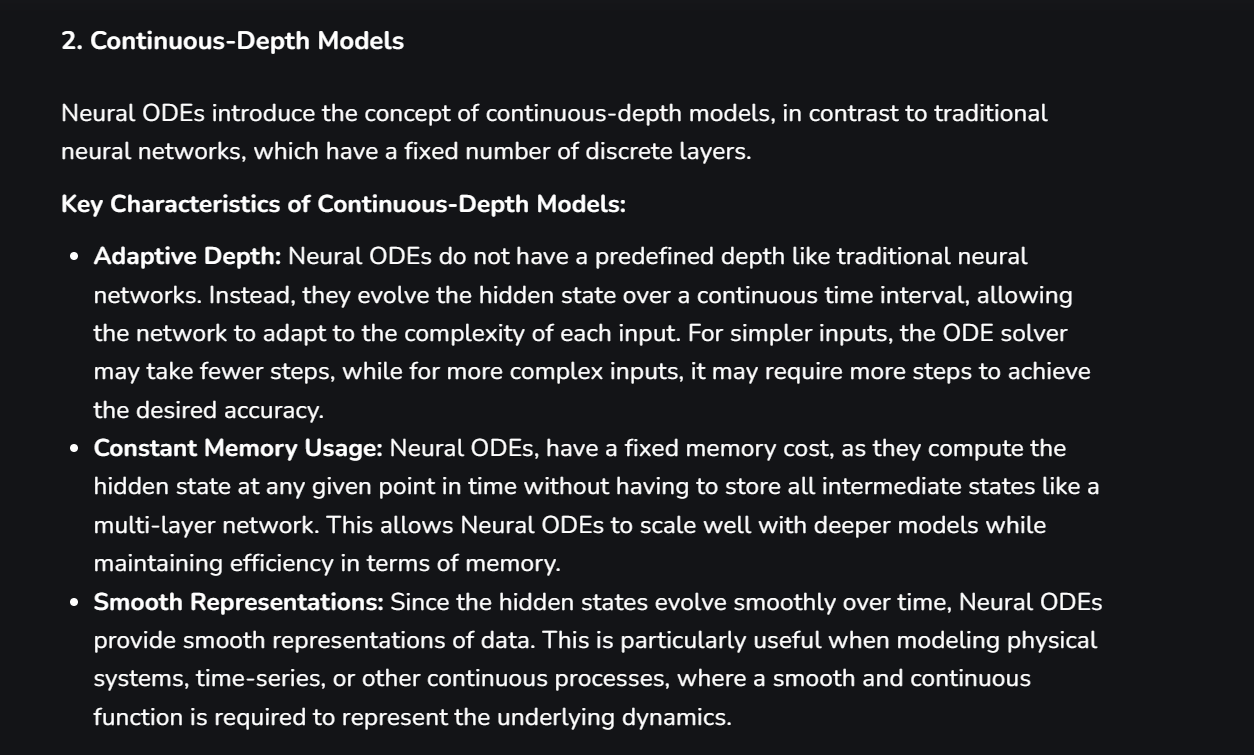 2. Continuous-Depth Models
Neural ODEs introduce the concept of continuous-depth models, in contrast to traditional
neural networks, which have a fixed number of discrete layers.
Key Characteristics of Continuous-Depth Models:
• Adaptive Depth: Neural ODEs do not have a predefined depth like traditional neural
networks. Instead, they evolve the hidden state over a continuous time interval, allowing
the network to adapt to the complexity of each input. For simpler inputs, the ODE solver
may take fewer steps, while for more complex inputs, it may require more steps to achieve
the desired accuracy.
• Constant Memory Usage: Neural ODEs, have a fixed memory cost, as they compute the
hidden state at any given point in time without having to store all intermediate states like a
multi-layer network. This allows Neural ODEs to scale well with deeper models while
maintaining efficiency in terms of memory.
• Smooth Representations: Since the hidden states evolve smoothly over time, Neural ODEs
provide smooth representations of data. This is particularly useful when modeling physical
systems, time-series, or other continuous processes, where a smooth and continuous
function is required to represent the underlying dynamics.